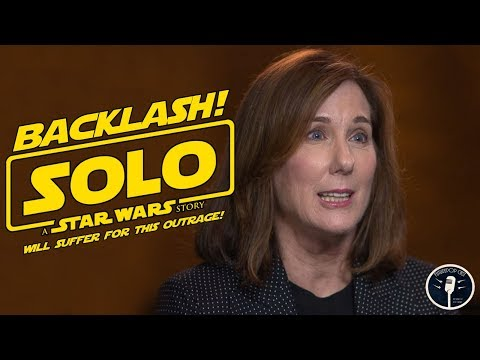 BACKLASH!
SOLO
A STAR WARS STORY
WILL SUFFER FOR THIS OUTRAGE!